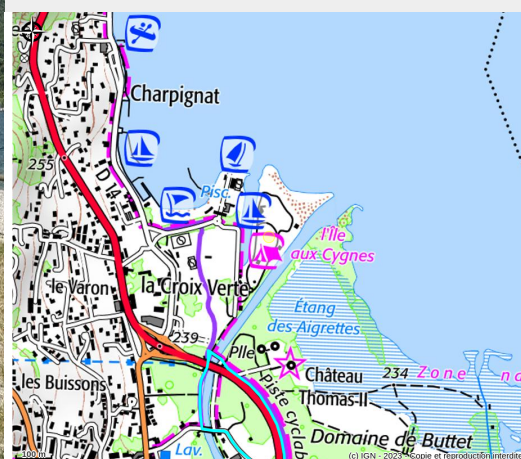 Charpignat
255
D 14
Pisc.
l'Île
aux Cygnes
le Varon
la Croix Verte
Étang
des Aigrettes
239
Plle
Château
Thomas-II
234
Zone
les Buissons
Piste cyclab
Domaine de Buttet
Lav.
100 m
(c) IGN - 2023 - Copie et reproduction interdite